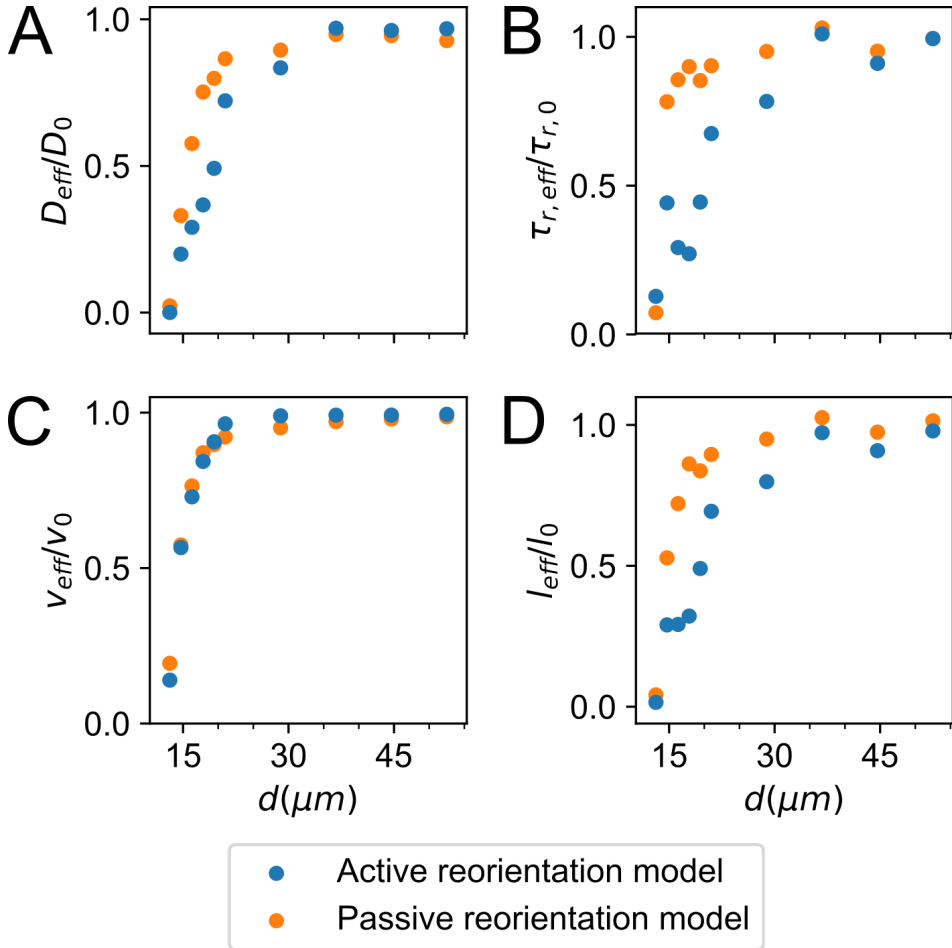 A
1.0
0.5
0.0
D_eff/D_0
B
1.0
0.5
0.0
τ_r,eff/τ_r,0
C
1.0
0.5
0.0
v_eff/v_0
15 30 45
d(μm)
D
1.0
0.5
0.0
l_eff/l_0
15 30 45
d(μm)
Active reorientation model
Passive reorientation model